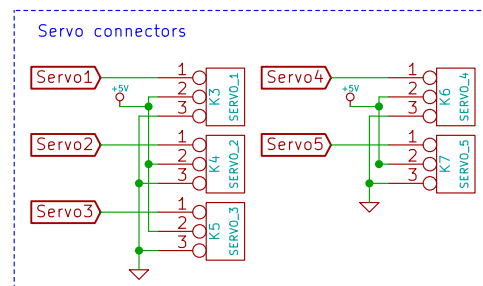 Servo connectors
Servo1
+5V
1
2
3
K3
SERVO_1
Servo2
1
2
3
K4
SERVO_2
Servo3
1
2
3
K5
SERVO_3
Servo4
+5V
1
2
3
K6
SERVO_4
Servo5
1
2
3
K7
SERVO_5